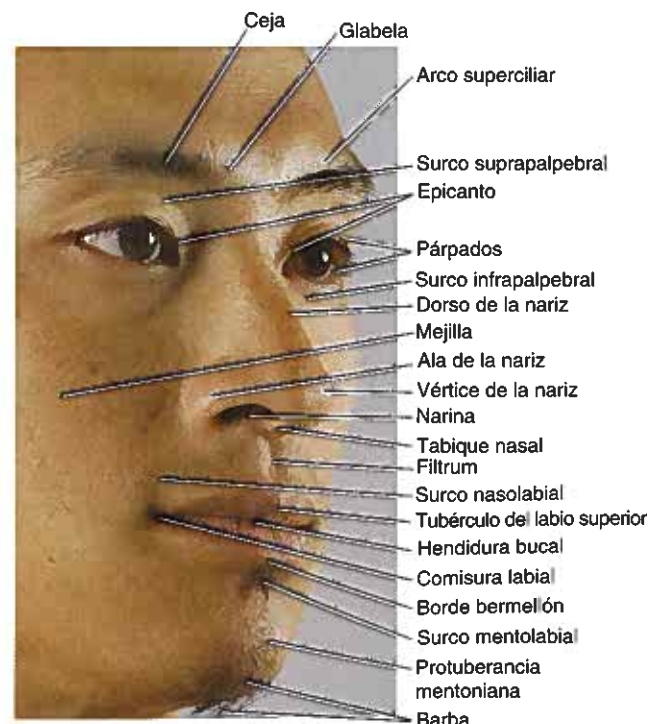 Ceja
Glabela
Arco superciliar
Surco suprapalpebral
Epicanto
Párpados
Surco infrapalpebral
Dorso de la nariz
Mejilla
Ala de la nariz
Vértice de la nariz
Narina
Tabique nasal
Filtrum
Surco nasolabial
Tubérculo del labio superior
Hendidura bucal
Comisura labial
Borde bermellón
Surco mentolabial
Protuberancia
mentoniana
Barba